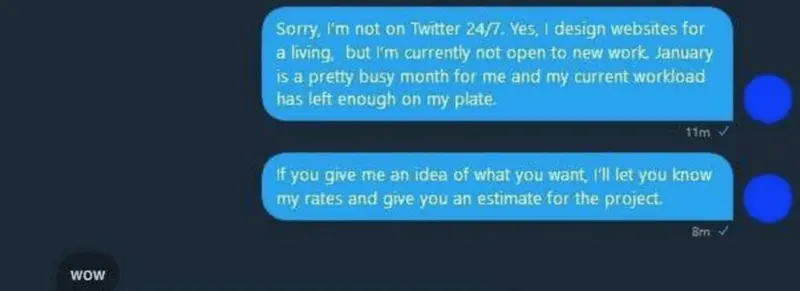 Sorry, I'm not on Twitter 24/7. Yes, I design websites for
a living, but I'm currently not open to new work. January
is a pretty busy month for me and my current workload
has left enough on my plate.
11m ✓
If you give me an idea of what you want, I'll let you know
my rates and give you an estimate for the project.
8m ✓
wow